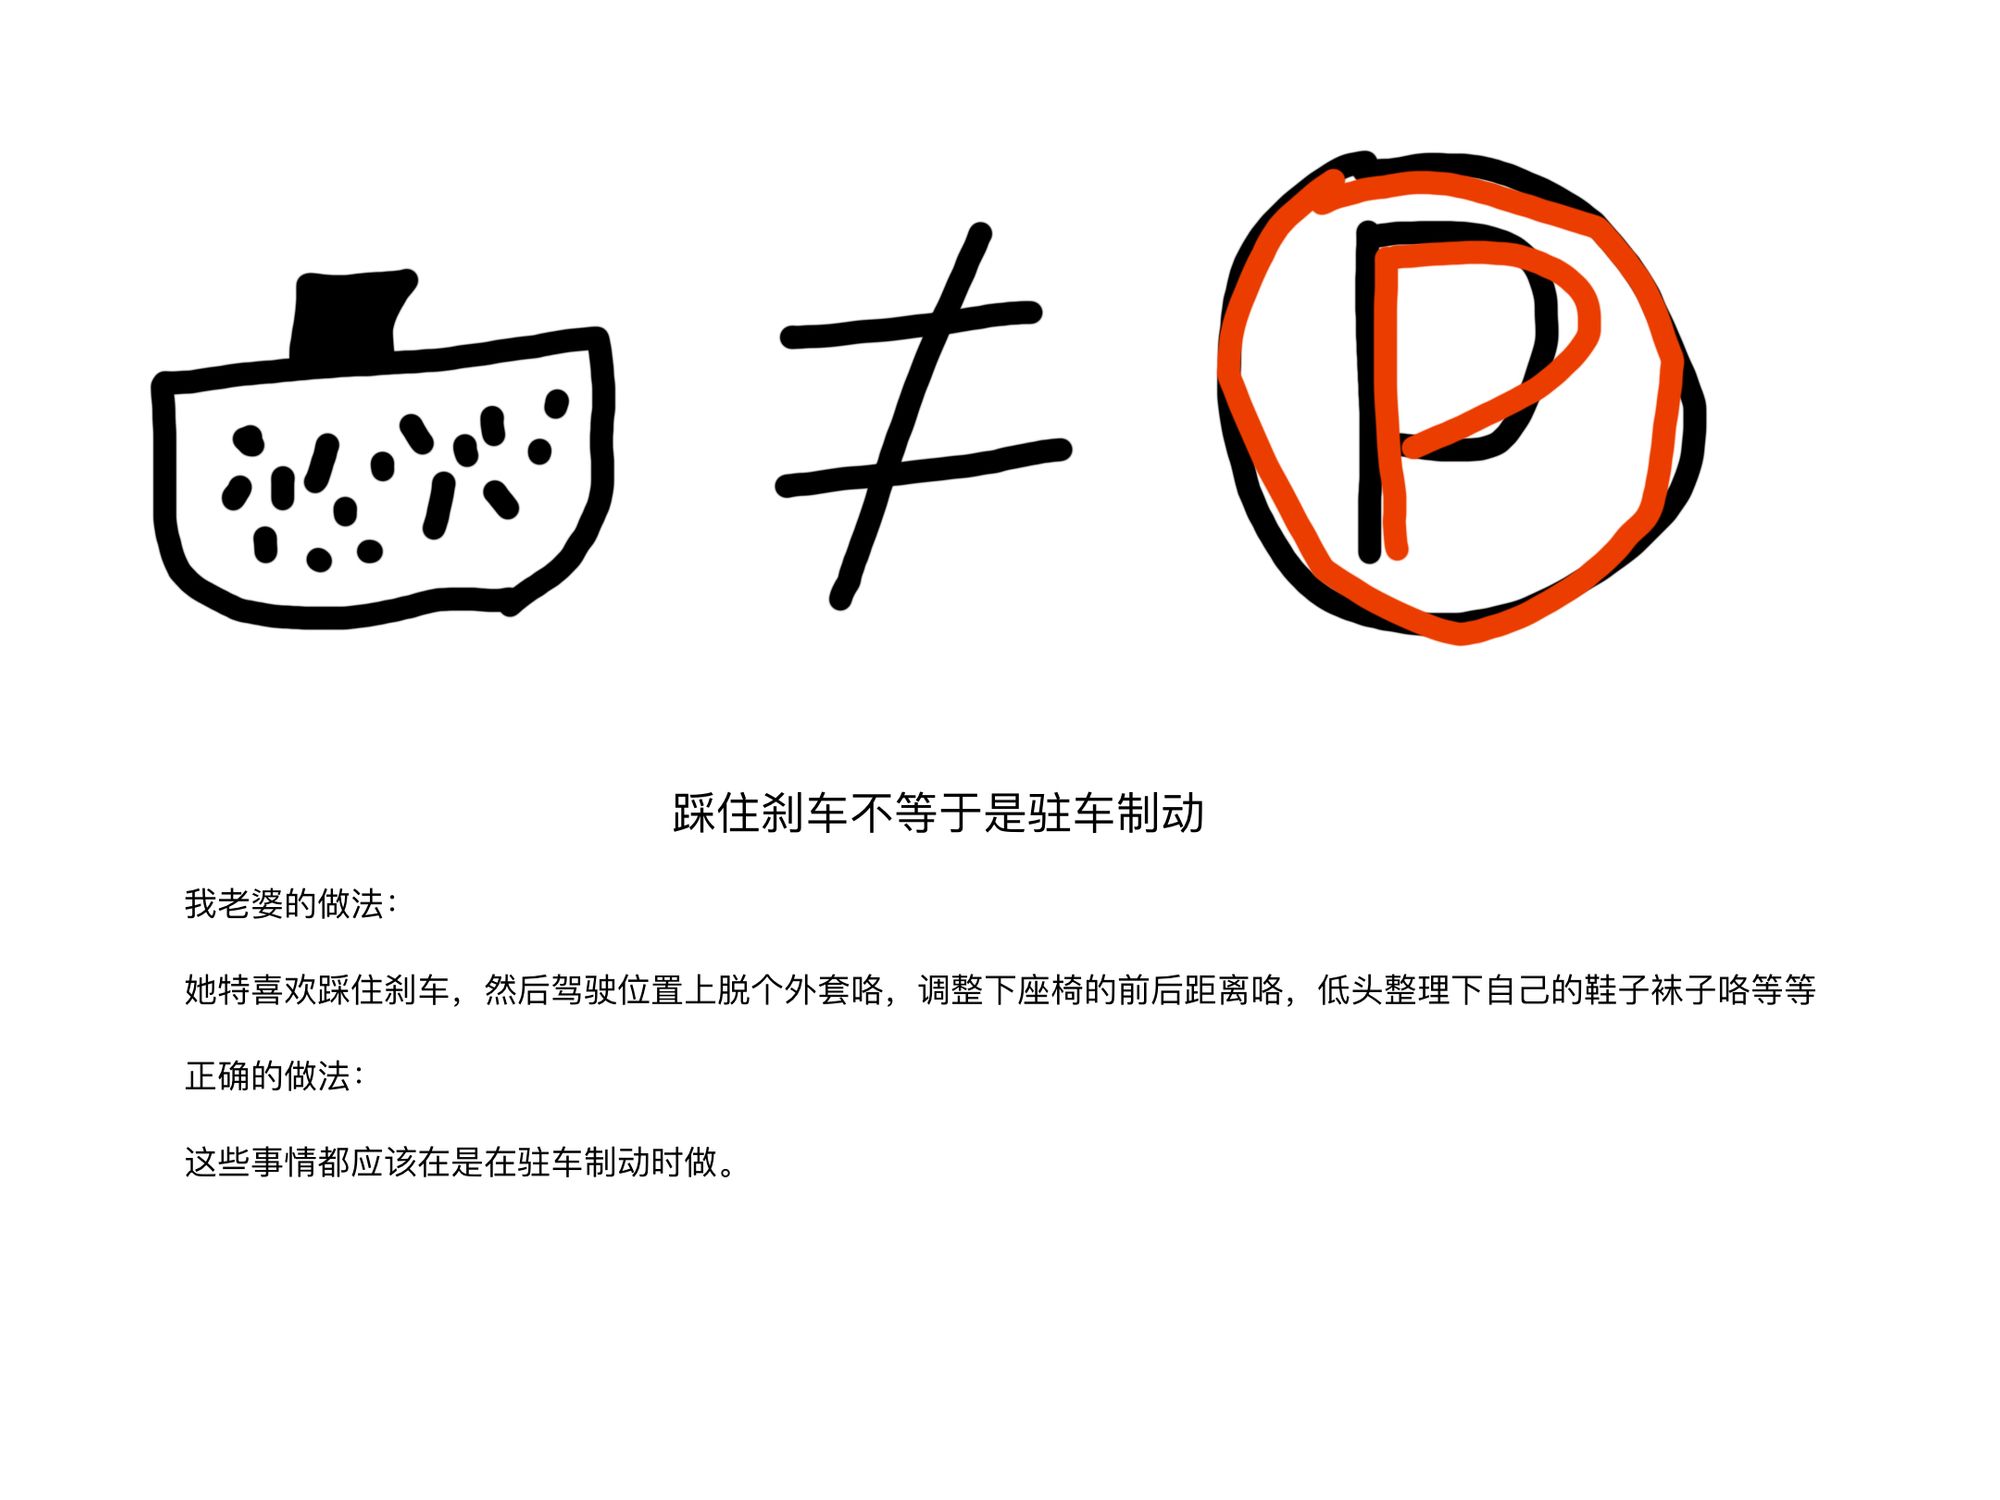 ≠ P
踩住刹车不等于是驻车制动
我老婆的做法：
她特喜欢踩住刹车，然后驾驶位置上脱个外套咯，调整下座椅的前后距离咯，低头整理下自己的鞋子袜子咯等等
正确的做法：
这些事情都应该在是在驻车制动时做。